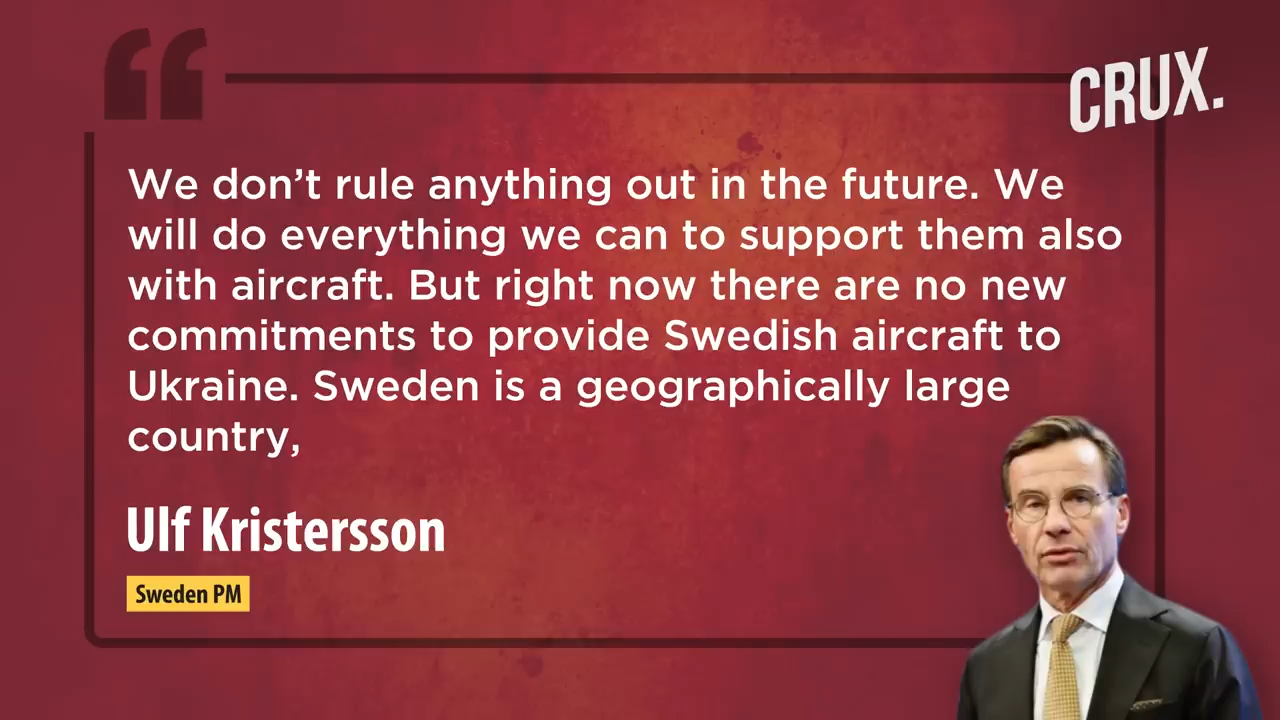 CRUX.
We don’t rule anything out in the future. We
will do everything we can to support them also
with aircraft. But right now there are no new
commitments to provide Swedish aircraft to
Ukraine. Sweden is a geographically large
country,
Ulf Kristersson
Sweden PM